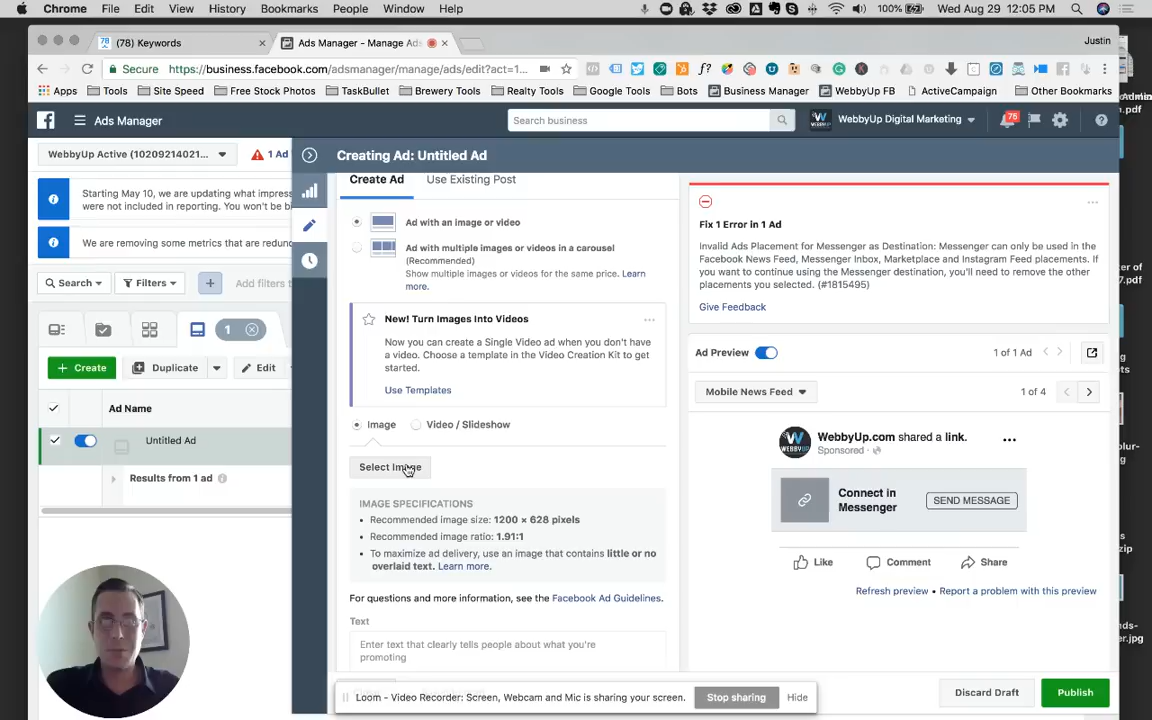 Chrome File Edit View History Bookmarks People Window Help 100% Wed Aug 29 12:05 PM
(78) Keywords
Ads Manager - Manage Ads
Justin
Secure https://business.facebook.com/adsmanager/manage/ads/edit?act=1...
Apps Tools Site Speed Free Stock Photos TaskBullet Brewery Tools Realty Tools Google Tools Bots Business Manager WebbyUp FB ActiveCampaign Other Bookmarks
Ads Manager
Search business
WebbyUp Digital Marketing
75
WebbyUp Active (10209214021...
1 Ad
Starting May 10, we are updating what impres
were not included in reporting. You won't be bi
We are removing some metrics that are redun
Search
Filters
Add filters t
1
Create
Duplicate
Edit
Ad Name
Untitled Ad
Results from 1 ad
Creating Ad: Untitled Ad
Create Ad
Use Existing Post
Ad with an image or video
Ad with multiple images or videos in a carousel
(Recommended)
Show multiple images or videos for the same price. Learn
more.
New! Turn Images Into Videos
Now you can create a Single Video ad when you don't have
a video. Choose a template in the Video Creation Kit to get
started.
Use Templates
Image
Video / Slideshow
Select Image
IMAGE SPECIFICATIONS
• Recommended image size: 1200 × 628 pixels
• Recommended image ratio: 1.91:1
• To maximize ad delivery, use an image that contains little or no
overlaid text. Learn more.
For questions and more information, see the Facebook Ad Guidelines.
Text
Enter text that clearly tells people about what you're
promoting
Fix 1 Error in 1 Ad
Invalid Ads Placement for Messenger as Destination: Messenger can only be used in the
Facebook News Feed, Messenger Inbox, Marketplace and Instagram Feed placements. If
you want to continue using the Messenger destination, you'll need to remove the other
placements you selected. (#1815495)
Give Feedback
Ad Preview
1 of 1 Ad
Mobile News Feed
1 of 4
WebbyUp.com shared a link.
Sponsored
Connect in
Messenger
SEND MESSAGE
Like
Comment
Share
Refresh preview • Report a problem with this preview
Loom - Video Recorder: Screen, Webcam and Mic is sharing your screen.
Stop sharing
Hide
Discard Draft
Publish